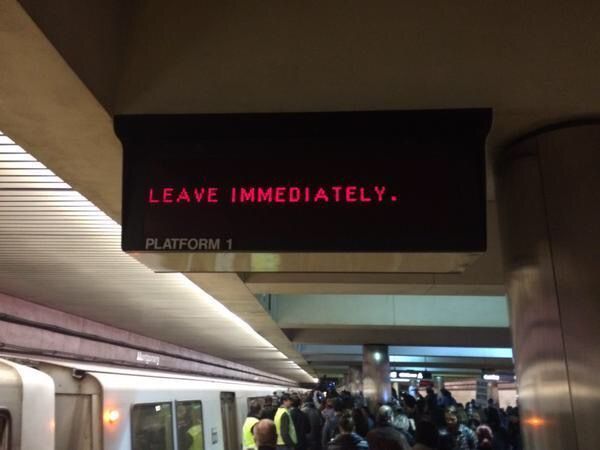 LEAVE IMMEDIATELY.
PLATFORM 1